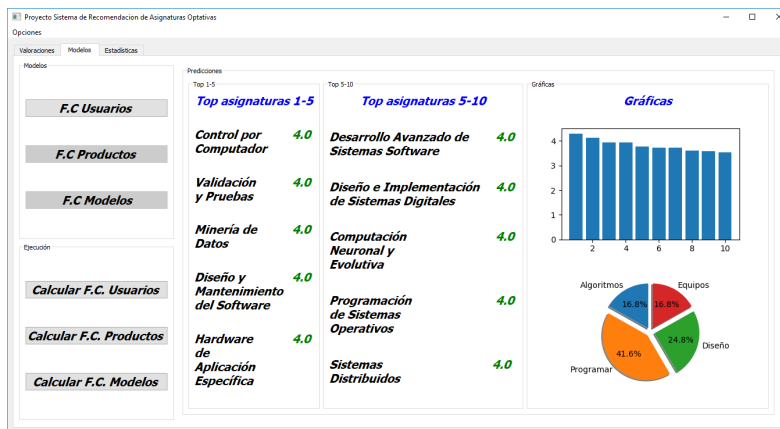 Proyecto Sistema de Recomendacion de Asignaturas Optativas
Opciones
Valoraciones Modelos Estadísticas
Modelos
F.C Usuarios
F.C Productos
F.C Modelos
Ejecución
Calcular F.C. Usuarios
Calcular F.C. Productos
Calcular F.C. Modelos
Predicciones
Top 1-5
Top asignaturas 1-5
Control por 4.0
Computador
Validación 4.0
y Pruebas
Minería de 4.0
Datos
Diseño y 4.0
Mantenimiento
del Software
Hardware 4.0
de
Aplicación
Específica
Top 5-10
Top asignaturas 5-10
Desarrollo Avanzado de 4.0
Sistemas Software
Diseño e Implementación 4.0
de Sistemas Digitales
Computación 4.0
Neuronal y
Evolutiva
Programación 4.0
de Sistemas
Operativos
Sistemas 4.0
Distribuidos
Gráficas
Gráficas
4
3
2
1
0
2 4 6 8 10
Algoritmos Equipos
16.8% 16.8%
24.8%
Diseño
41.6%
Programar